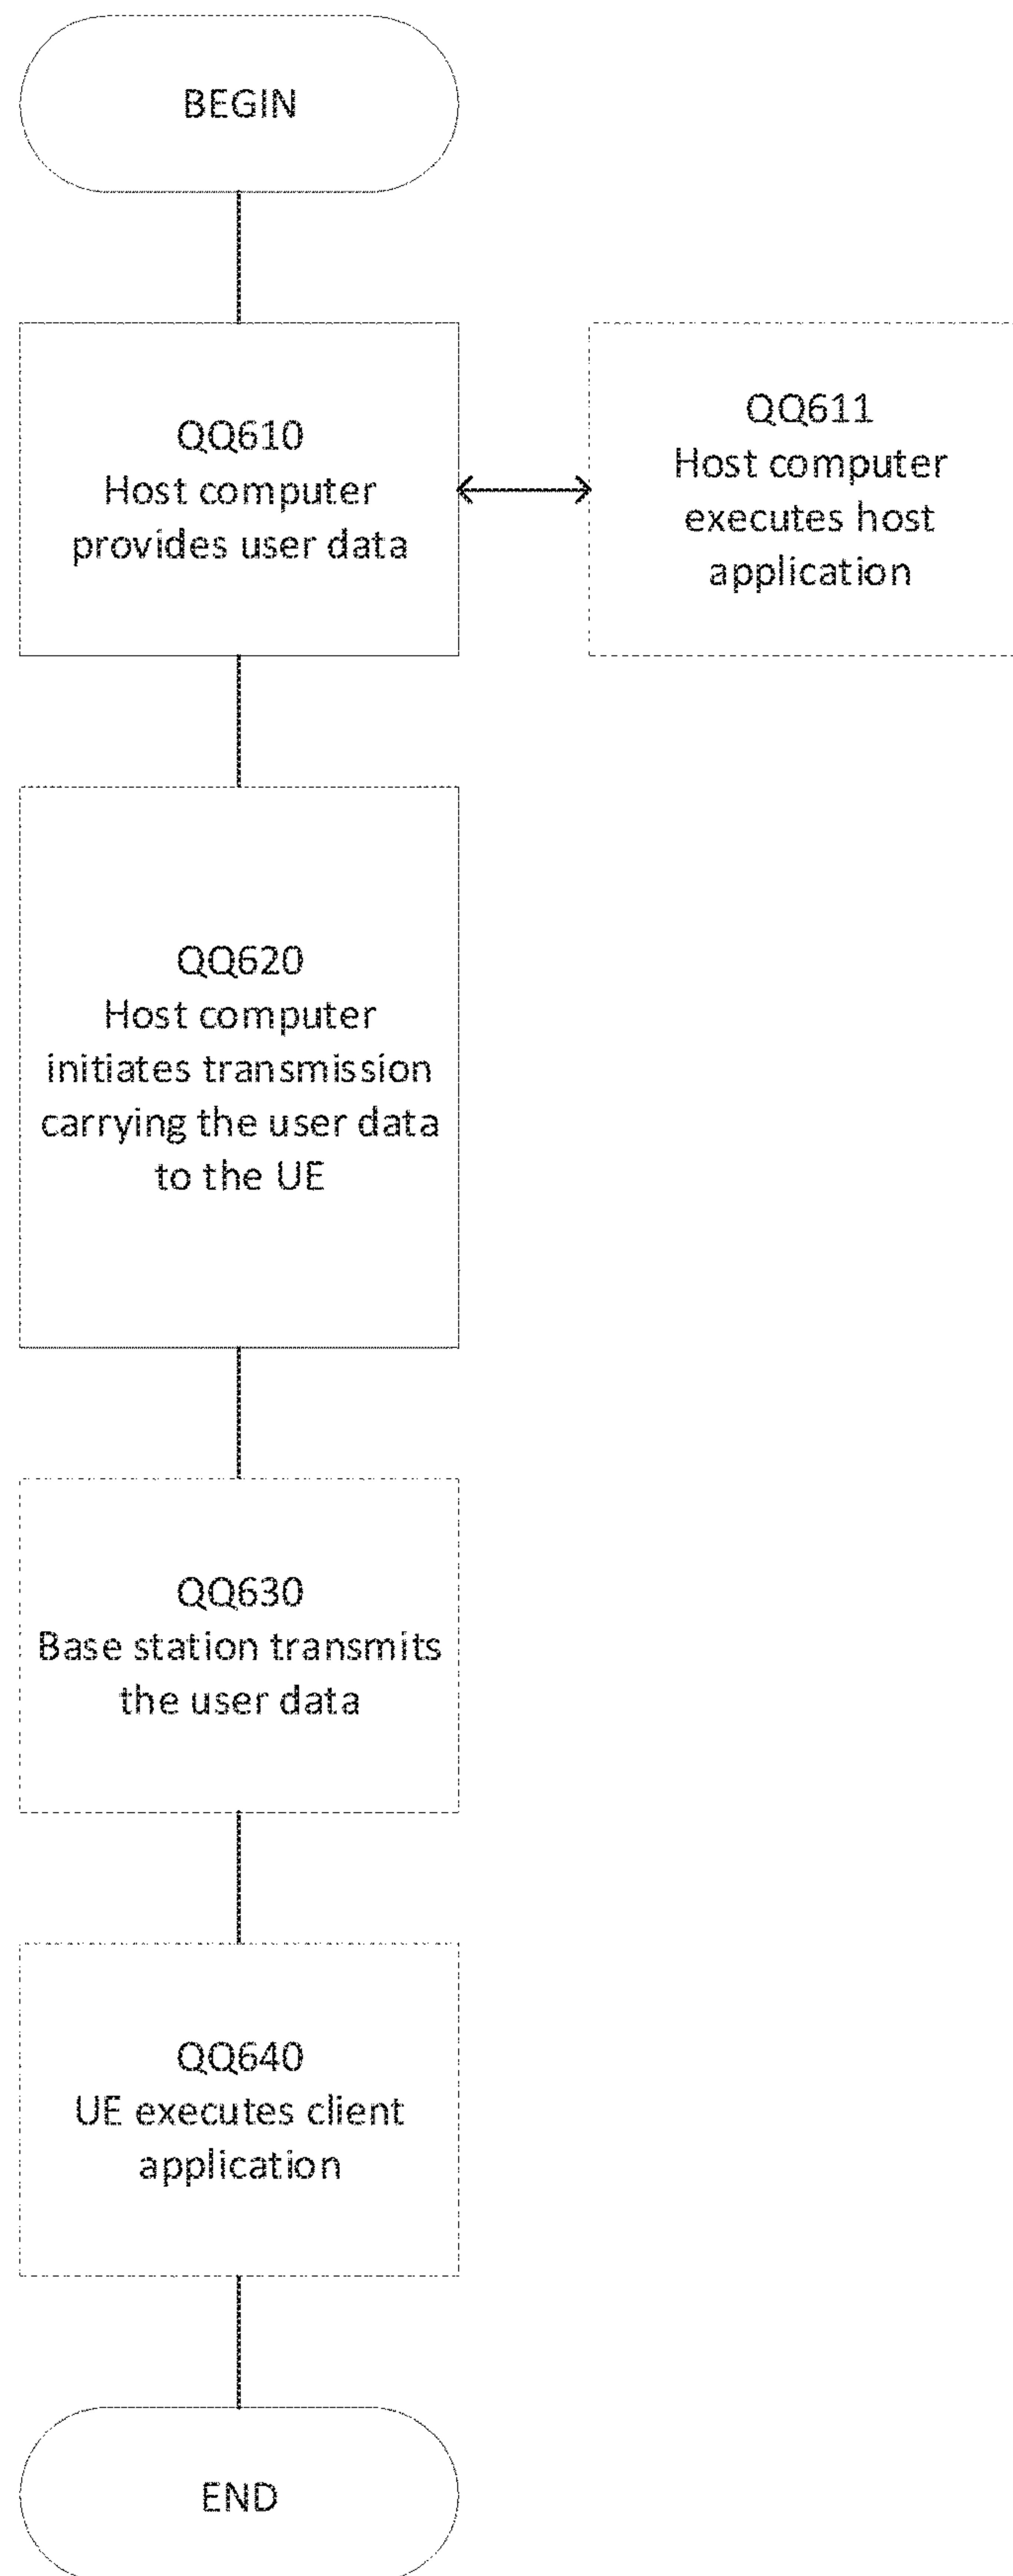 BEGIN
QQ610
Host computer
provides user data
QQ611
Host computer
executes host
application
QQ620
Host computer
initiates transmission
carrying the user data
to the UE
QQ630
Base station transmits
the user data
QQ640
UE executes client
application
END